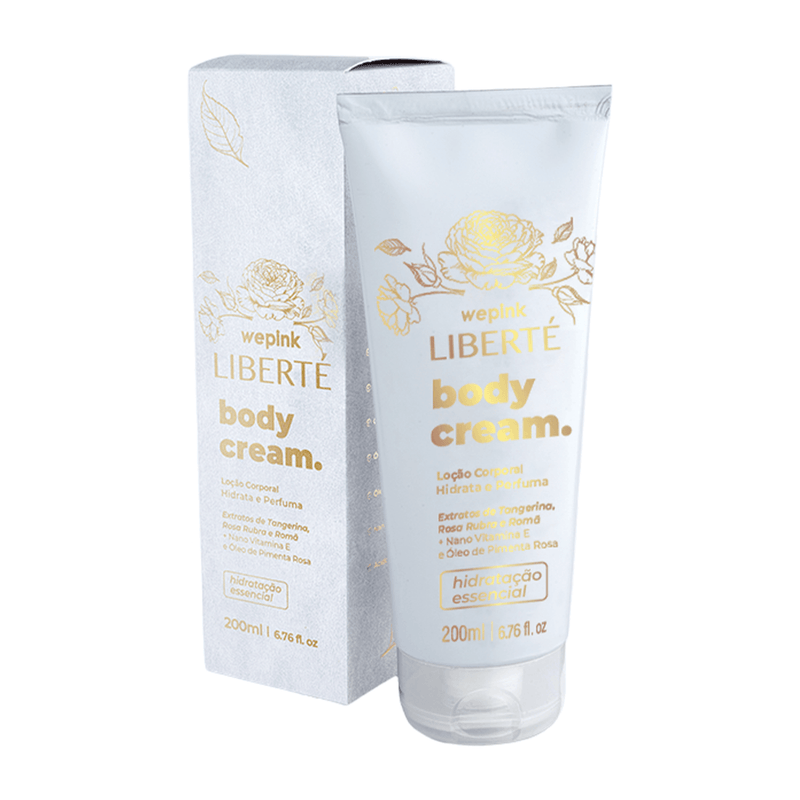 wepink
LIBERTÉ
body
cream.
Loção Corporal
Hidrata e Perfuma
Extratos de Tangerina,
Rosa Rubra e Romã
+ Nano Vitamina E
e Óleo de Pimenta Rosa
hidratação
essencial
200ml | 6.76 fl. oz
wepink
LIBERTÉ
body
cream.
Loção Corporal
Hidrata e Perfuma
Extratos de Tangerina,
Rosa Rubra e Romã
+ Nano Vitamina E
e Óleo de Pimenta Rosa
hidratação
essencial
200ml | 6.76 fl. oz